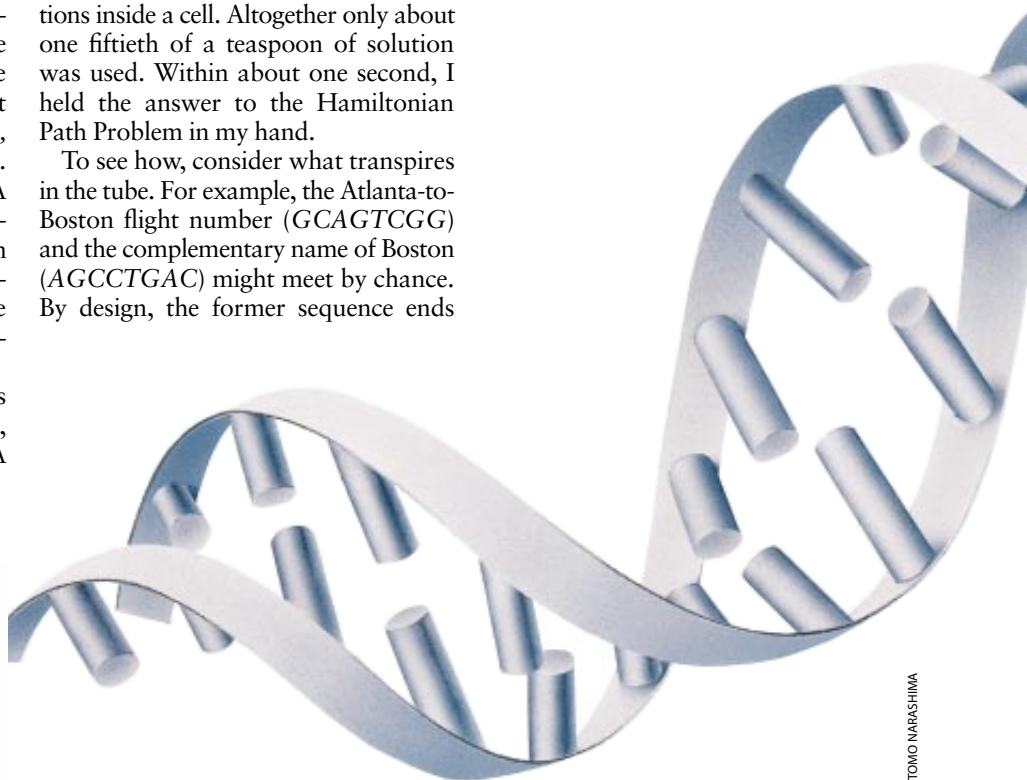 –
e
e
t
,
.
A
–
n
–
e
–
s
,
A
tions inside a cell. Altogether only about
one fiftieth of a teaspoon of solution
was used. Within about one second, I
held the answer to the Hamiltonian
Path Problem in my hand.
To see how, consider what transpires
in the tube. For example, the Atlanta-to-
Boston flight number (GCAGTCGG)
and the complementary name of Boston
(AGCCTGAC) might meet by chance.
By design, the former sequence ends
TOMO NARASHIMA